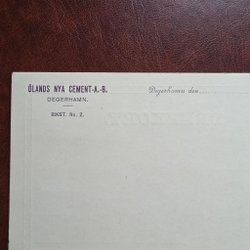 ÖLANDS NYA CEMENT-A.-B.
DEGERHAMN.
RIKST. No. 2.
Degerhamn den